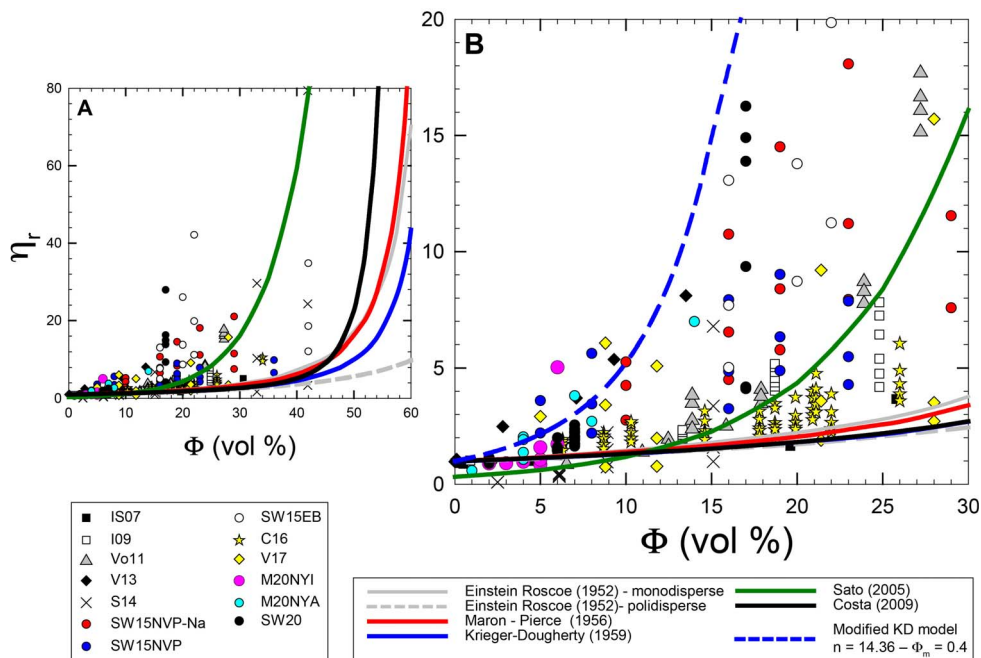 A
80
60
40
20
0
0 10 20 30 40 50 60
Φ (vol %)
ηr
B
20
15
10
5
0
0 5 10 15 20 25 30
Φ (vol %)
IS07
I09
Vo11
V13
S14
SW15NVP-Na
SW15NVP
SW15EB
C16
V17
M20NYI
M20NYA
SW20
Einstein Roscoe (1952) - monodisperse
Einstein Roscoe (1952)- polidisperse
Maron - Pierce (1956)
Krieger-Dougherty (1959)
Sato (2005)
Costa (2009)
Modified KD model
n = 14.36 – Φm = 0.4